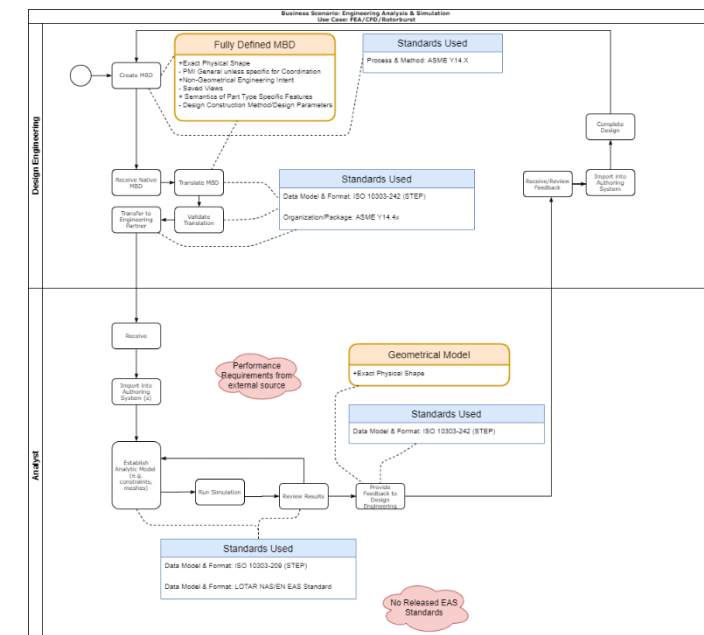 Business Scenario: Engineering Analysis & Simulation
Use Case: FEA/CFD/Rotorburst
Design Engineering
Create MBD
Fully Defined MBD
+Exact Physical Shape
- PMI General unless specific for Coordination
+Non-Geometrical Engineering Intent
- Saved Views
+ Semantics of Part Type Specific Features
- Design Construction Method/Design Parameters
Standards Used
Process & Method: ASME Y14.X
Complete
Design
Receive Native
MBD
Translate MBD
Validate
Translation
Transfer to
Engineering
Partner
Standards Used
Data Model & Format: ISO 10303-242 (STEP)
Organization/Package: ASME Y14.4x
Receive/Review
Feedback
Import into
Authoring
System
Analyst
Receive
Import into
Authoring
System (s)
Performance
Requirements from
external source
Geometrical Model
+Exact Physical Shape
Standards Used
Data Model & Format: ISO 10303-242 (STEP)
Establish
Analytic Model
(e.g.
constraints,
meshes)
Run Simulation
Review Results
Provide
Feedback to
Design
Engineering
Standards Used
Data Model & Format: ISO 10303-209 (STEP)
Data Model & Format: LOTAR NAS/EN EAS Standard
No Released EAS
Standards